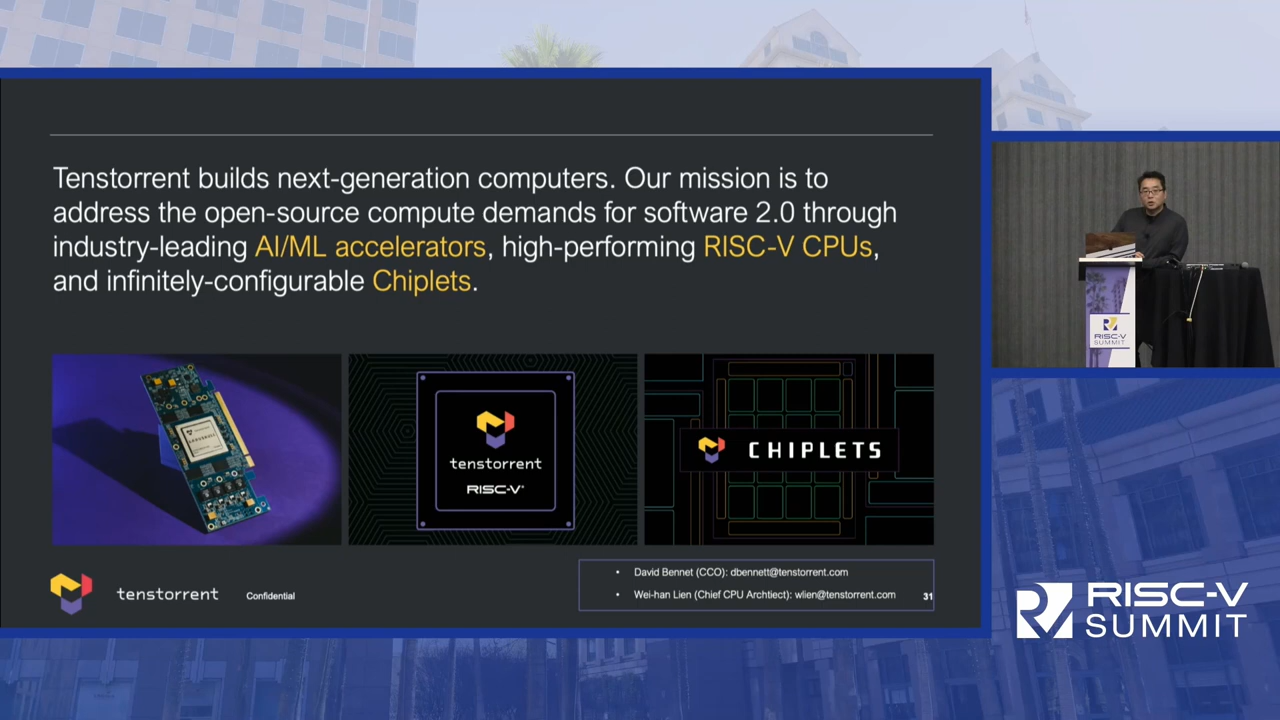 Tenstorrent builds next-generation computers. Our mission is to
address the open-source compute demands for software 2.0 through
industry-leading AI/ML accelerators, high-performing RISC-V CPUs,
and infinitely-configurable Chiplets.
tenstorrent
RISC-V®
CHIPLETS
tenstorrent
Confidential
• David Bennet (CCO): dbennett@tenstorrent.com
• Wei-han Lien (Chief CPU Archtiect): wlien@tenstorrent.com
31
RISC-V
SUMMIT
RISC-V
SUMMIT